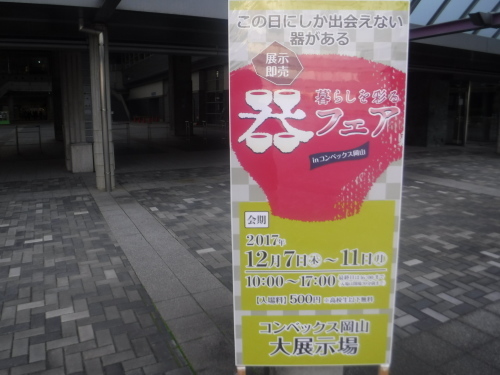 この日にしか出会えない
器がある
展示
即売
暮らしを彩る
器フェア
inコンベックス岡山
会期
2017年
12月7日(木)~11日(月)
10:00~17:00
【入場料】500円
コンベックス岡山
大展示場